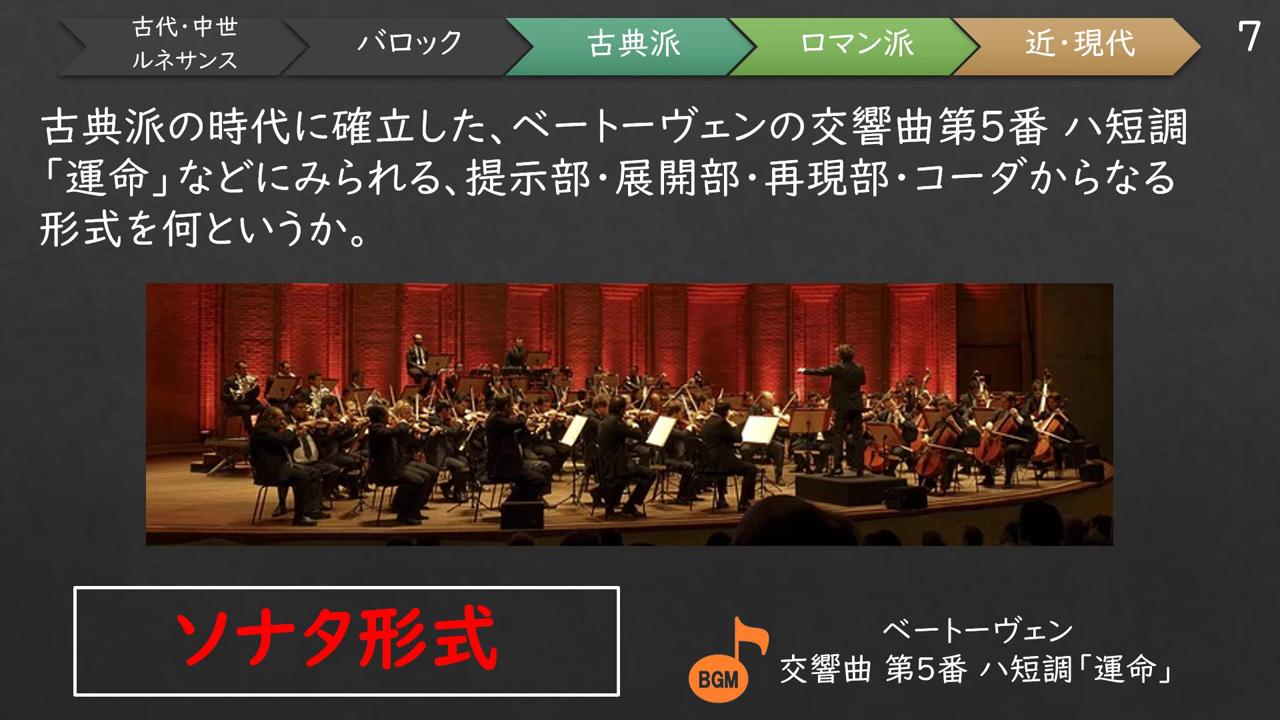 古代・中世
ルネサンス
バロック
古典派
ロマン派
近・現代
7
古典派の時代に確立した、ベートーヴェンの交響曲第5番 ハ短調
「運命」などにみられる、提示部・展開部・再現部・コーダからなる
形式を何というか。
ソナタ形式
BGM
ベートーヴェン
交響曲 第5番 ハ短調「運命」